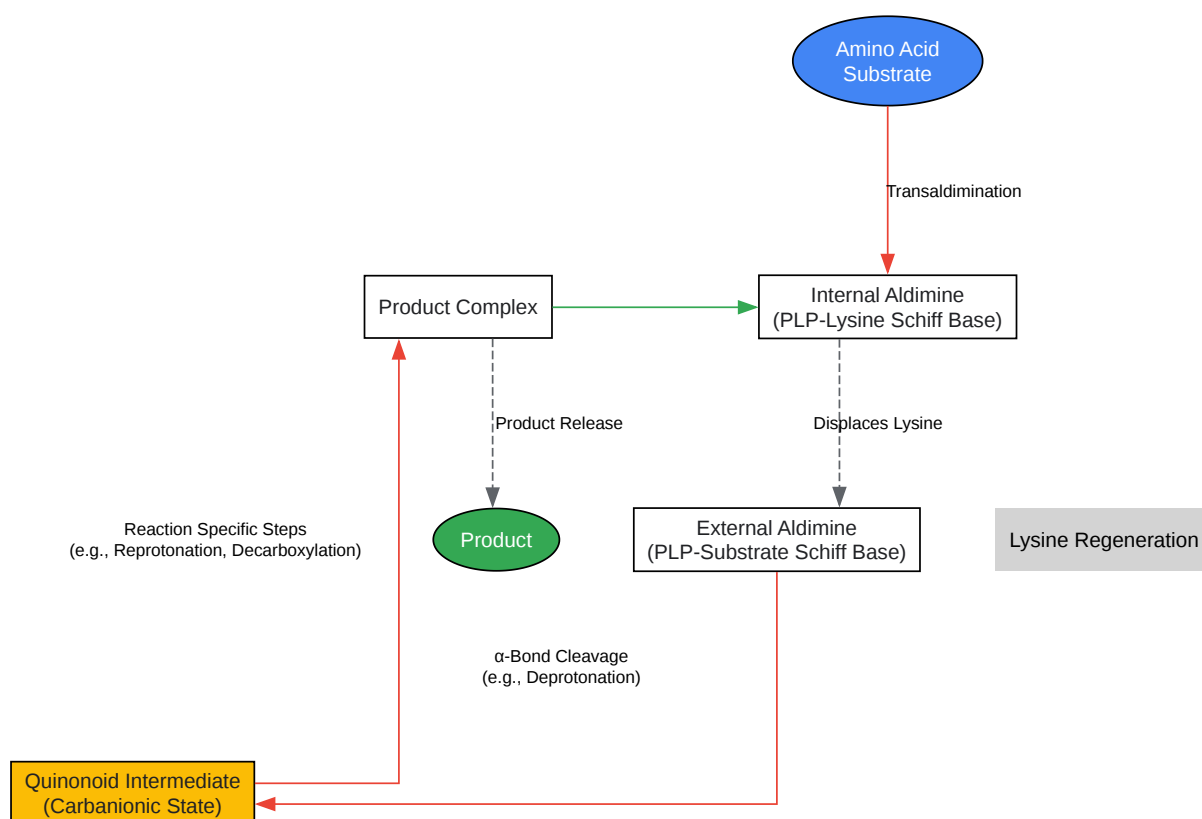 Amino Acid
Substrate
Transaldimination
Product Complex
Internal Aldimine
(PLP-Lysine Schiff Base)
Product Release
Displaces Lysine
Reaction Specific Steps
(e.g., Reprotonation, Decarboxylation)
Product
External Aldimine
(PLP-Substrate Schiff Base)
Lysine Regeneration
α-Bond Cleavage
(e.g., Deprotonation)
Quinonoid Intermediate
(Carbanionic State)